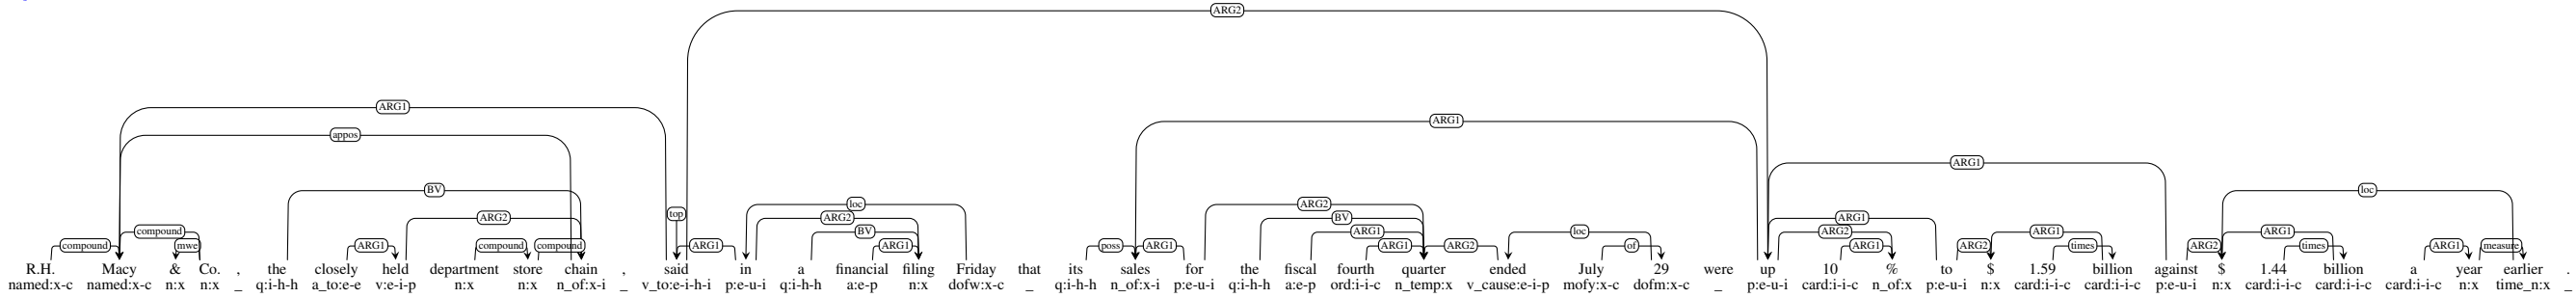 ARG2
ARG1
ARG1
appos
ARG1
BV loc
loc ARG2
top ARG2 ARG2 BV ARG1
compound BV ARG1 ARG2 ARG1 ARG1
compound mwe ARG1 compound compound ARG1 ARG1 poss ARG1 ARG1 ARG2 of ARG1 ARG2 times ARG2 times ARG1 measure
R.H. Macy & Co. , the closely held department store chain , said in a financial filing Friday that its sales for the fiscal fourth quarter ended July 29 were up 10 % to $ 1.59 billion against $ 1.44 billion a year earlier .
named:x-c named:x-c n:x n:x _ q:i-h-h a_to:e-e v:e-i-p n:x n:x n_of:x-i _ v_to:e-i-h-i p:e-u-i q:i-h-h a:e-p n:x dofw:x-c _ q:i-h-h n_of:x-i p:e-u-i q:i-h-h a:e-p ord:i-i-c n_temp:x v_cause:e-i-p mofy:x-c dofm:x-c _ p:e-u-i card:i-i-c n_of:x p:e-u-i n:x card:i-i-c card:i-i-c p:e-u-i n:x card:i-i-c card:i-i-c card:i-i-c n:x time_n:x _